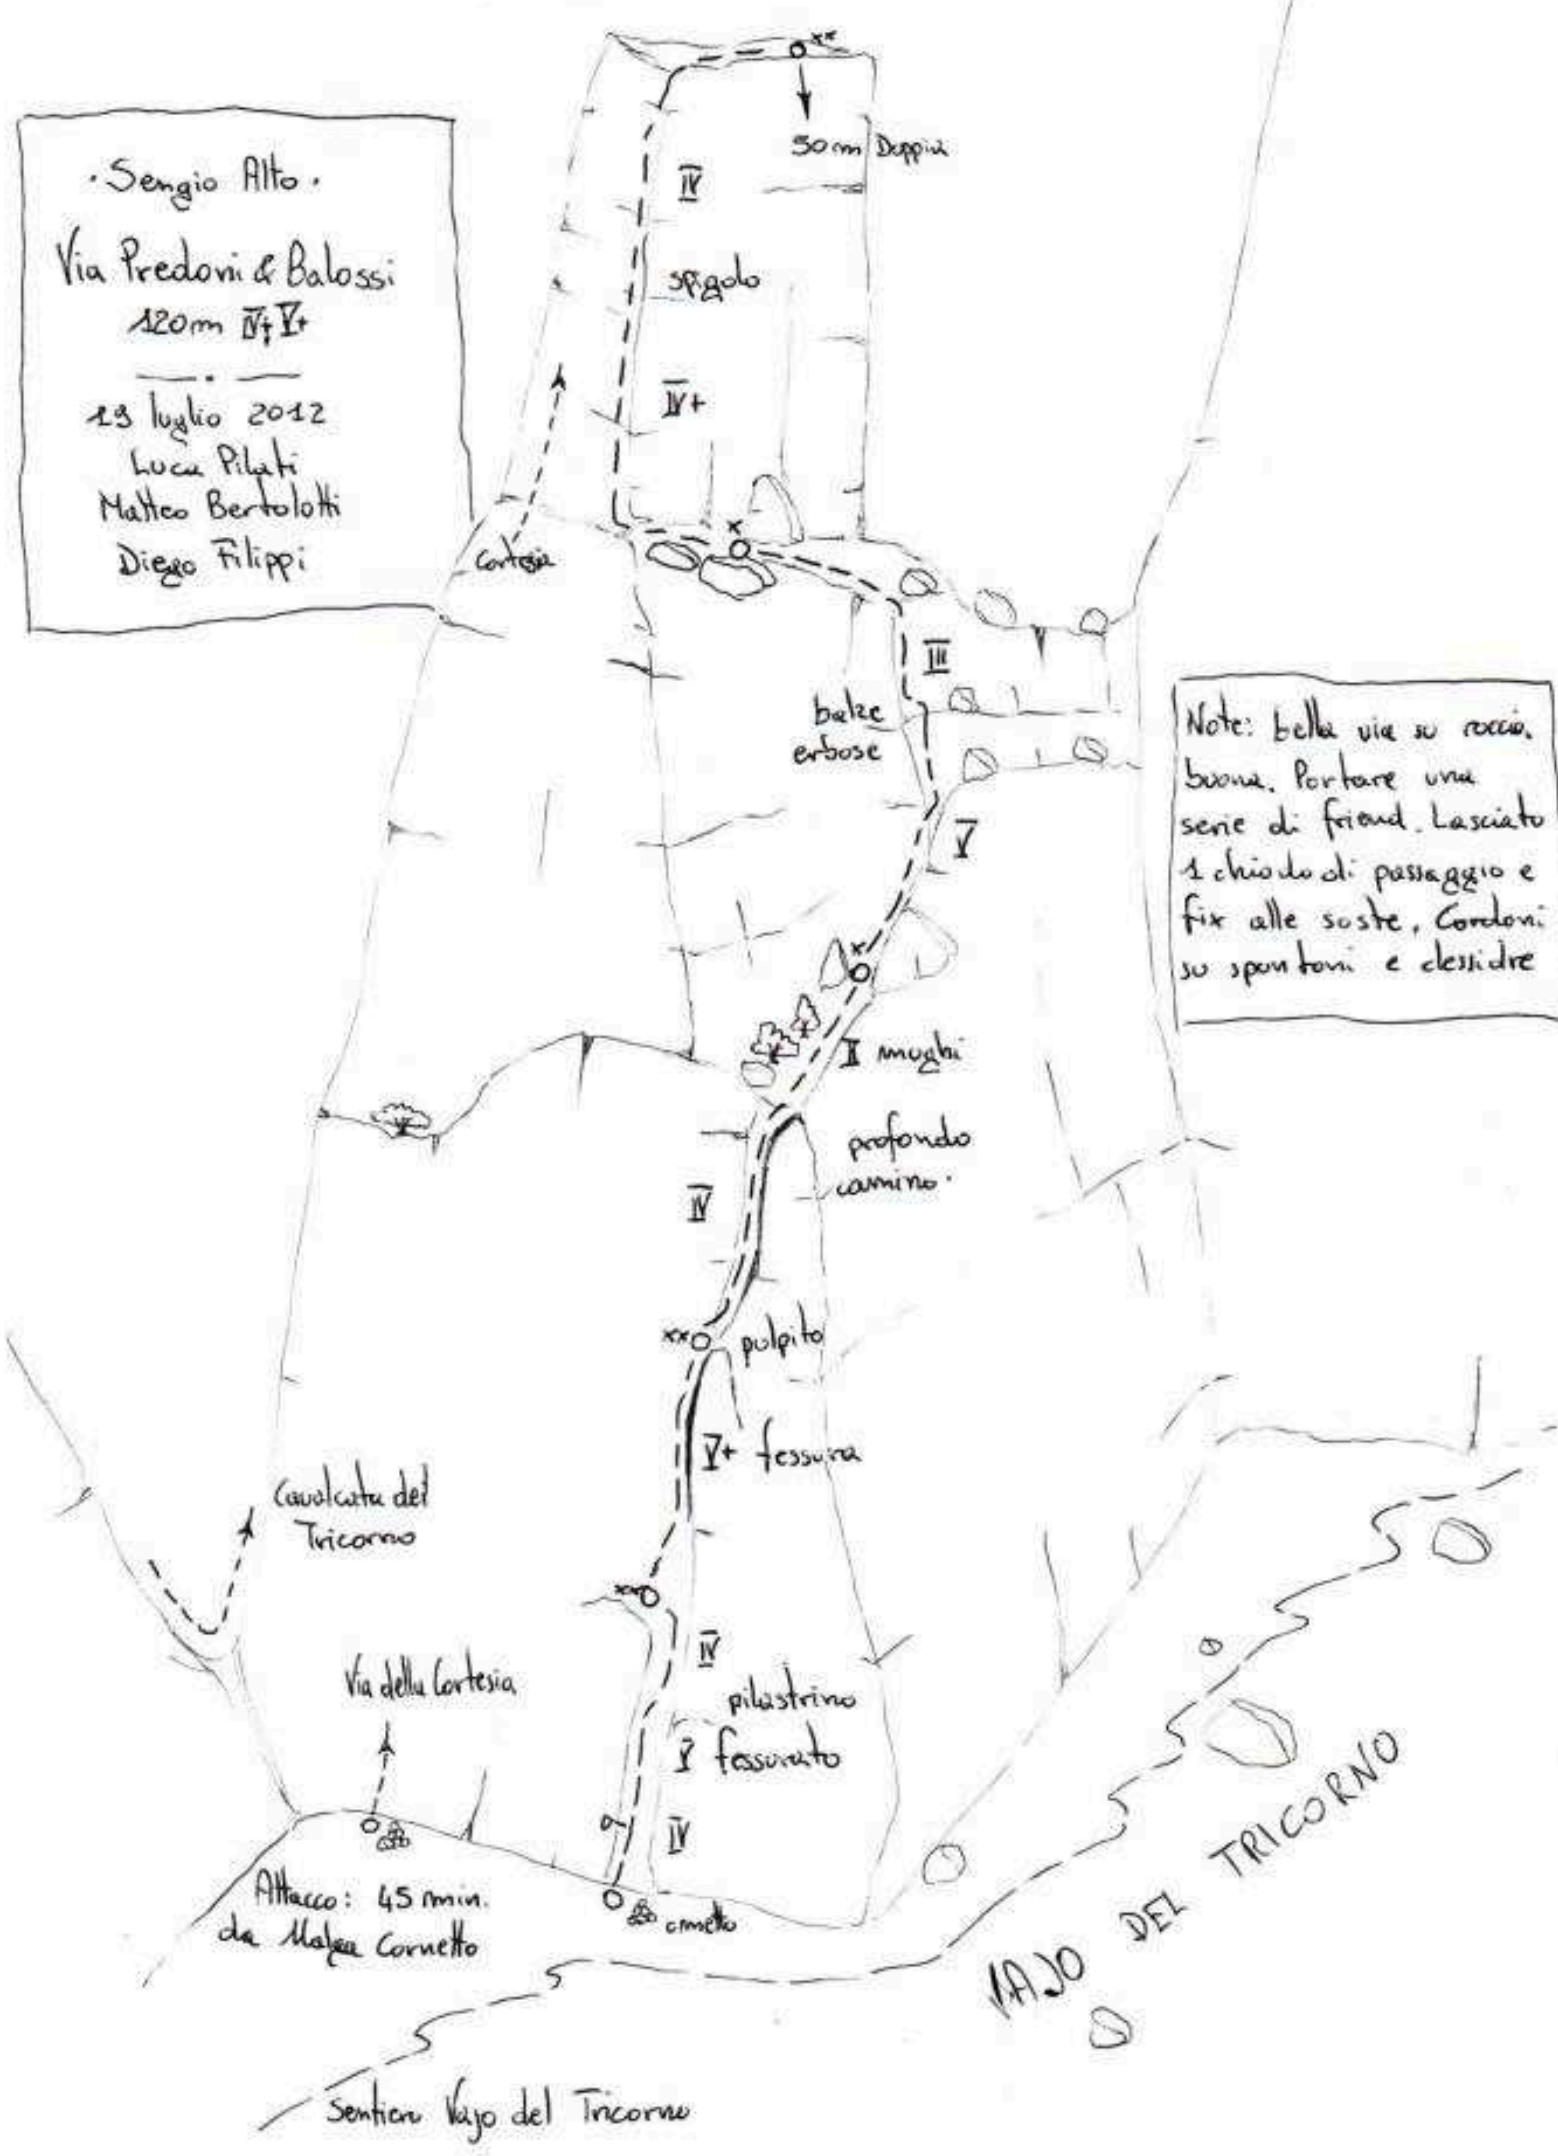 · Sengio Alto ·
Via Predoni & Balossi
120m IV+ V+
19 luglio 2012
Luca Pilati
Matteo Bertolotti
Diego Filippi
xx
50m Doppia
IV
spigolo
IV+
x
Cortesia
III
balze
erbose
V
Note: bella via su roccia
buona. Portare una
serie di friend. Lasciato
1 chiodo di passaggio e
fix alle soste. Cordoni
su spuntoni e clessidre
x
II mughi
profondo
camino.
IV
xx
pulpito
V+ fessura
Cavalcata del
Tricorno
xx
IV
Via della Cortesia
pilastrino
V fessurato
IV
Attacco: 45 min.
da Malga Cornetto
ometto
VAJO DEL TRICORNO
Sentiero Vajo del Tricorno